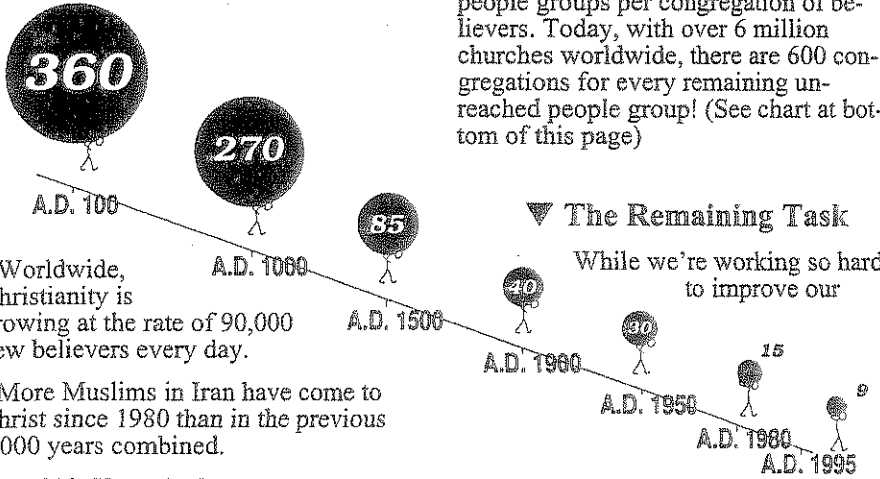 people groups per congregation of be-
lievers. Today, with over 6 million
churches worldwide, there are 600 con-
gregations for every remaining un-
reached people group! (See chart at bot-
tom of this page)
360
270
85
40
30
15
9
A.D. 100
A.D. 1000
A.D. 1500
A.D. 1900
A.D. 1950
A.D. 1980
A.D. 1995
Worldwide,
hristianity is
rowing at the rate of 90,000
ew believers every day.
More Muslims in Iran have come to
hrist since 1980 than in the previous
000 years combined.
▼ The Remaining Task
While we're working so hard
to improve our